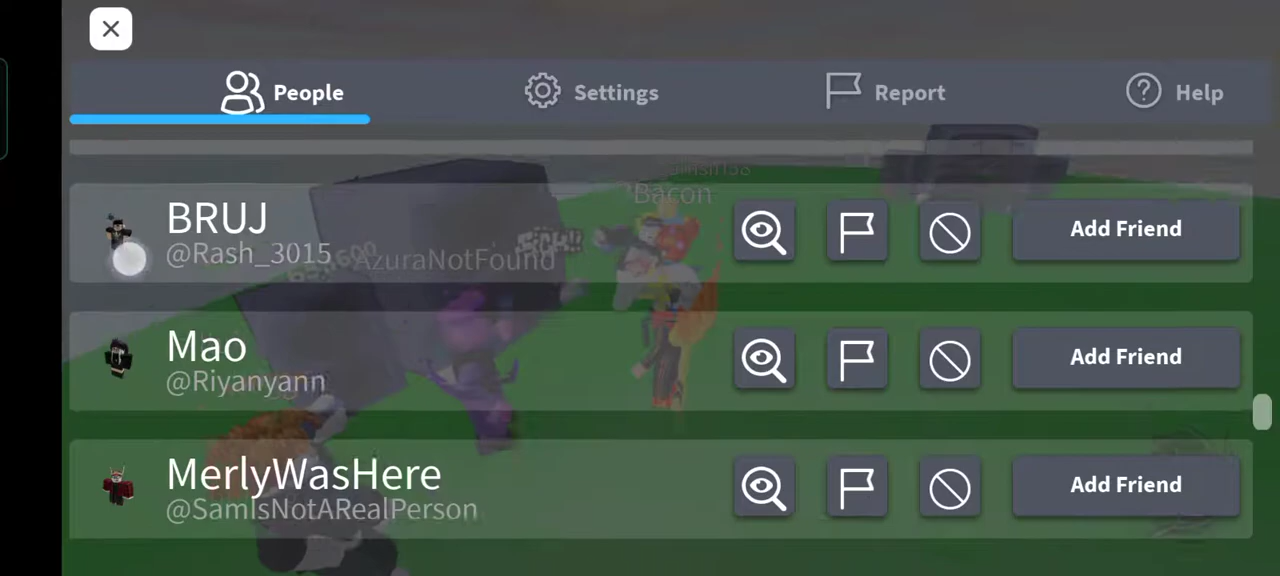 People
Settings
Report
Help
Bacon
BRUJ
@Rash_3015
AzuraNotFound
Add Friend
Mao
@Riyanyann
Add Friend
MerlyWasHere
@SamIsNotARealPerson
Add Friend